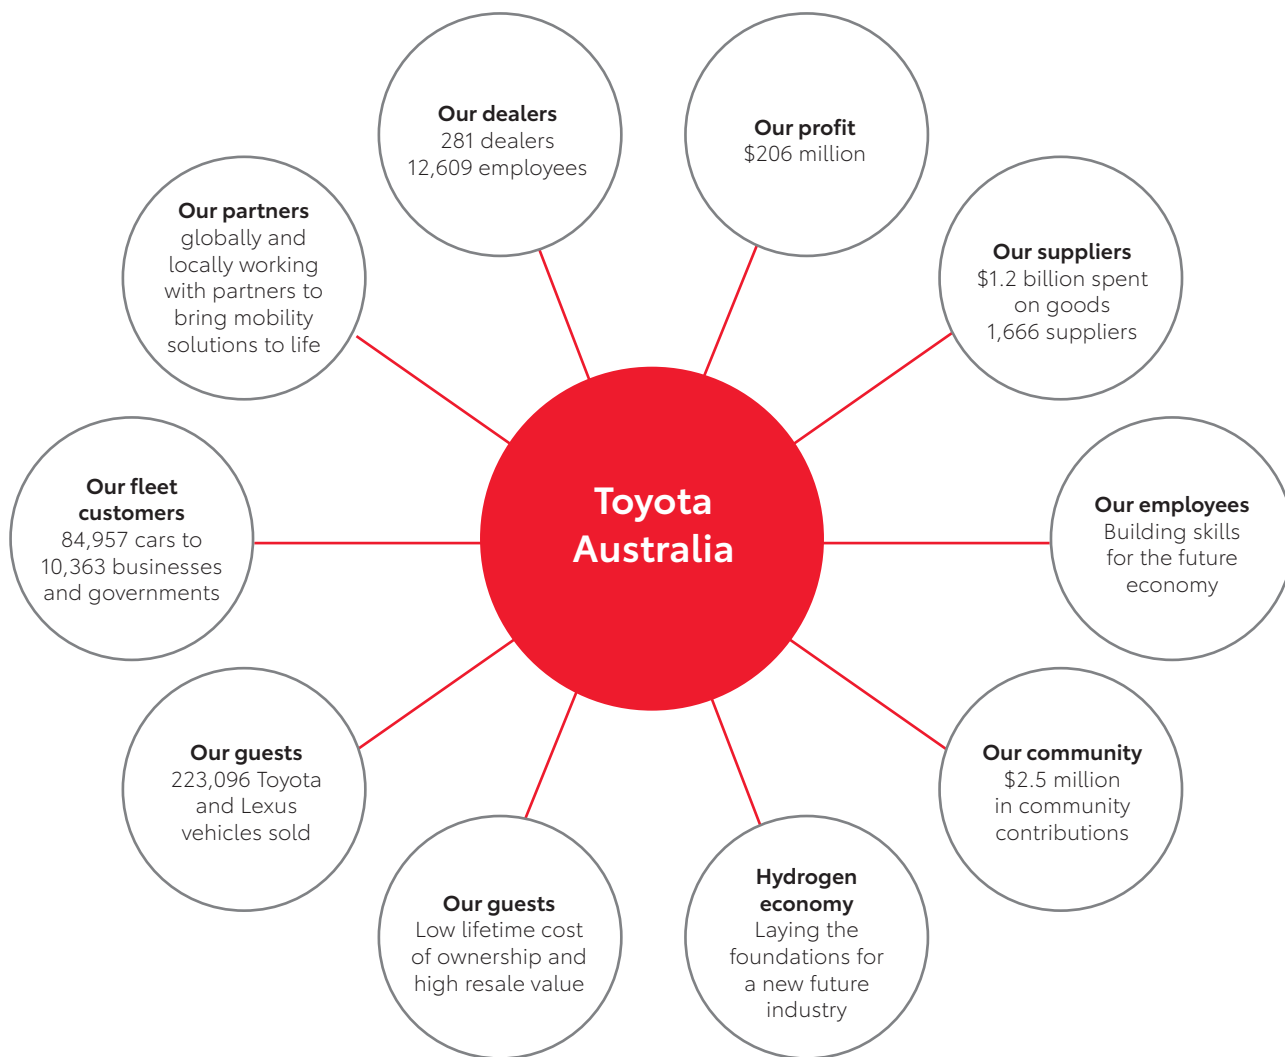 Our dealers
281 dealers
12,609 employees
Our profit
$206 million
Our partners
globally and
locally working
with partners to
bring mobility
solutions to life
Our suppliers
$1.2 billion spent
on goods
1,666 suppliers
Our fleet
customers
84,957 cars to
10,363 businesses
and governments
Toyota
Australia
Our employees
Building skills
for the future
economy
Our guests
223,096 Toyota
and Lexus
vehicles sold
Our community
$2.5 million
in community
contributions
Our guests
Low lifetime cost
of ownership and
high resale value
Hydrogen
economy
Laying the
foundations for
a new future
industry